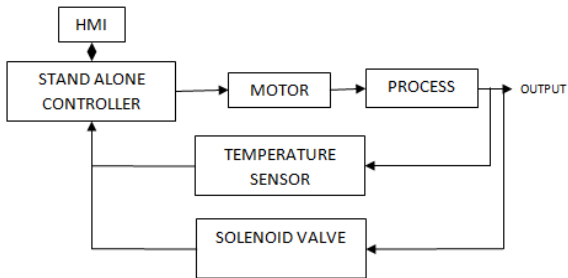 HMI
STAND ALONE
CONTROLLER
MOTOR
PROCESS
OUTPUT
TEMPERATURE
SENSOR
SOLENOID VALVE